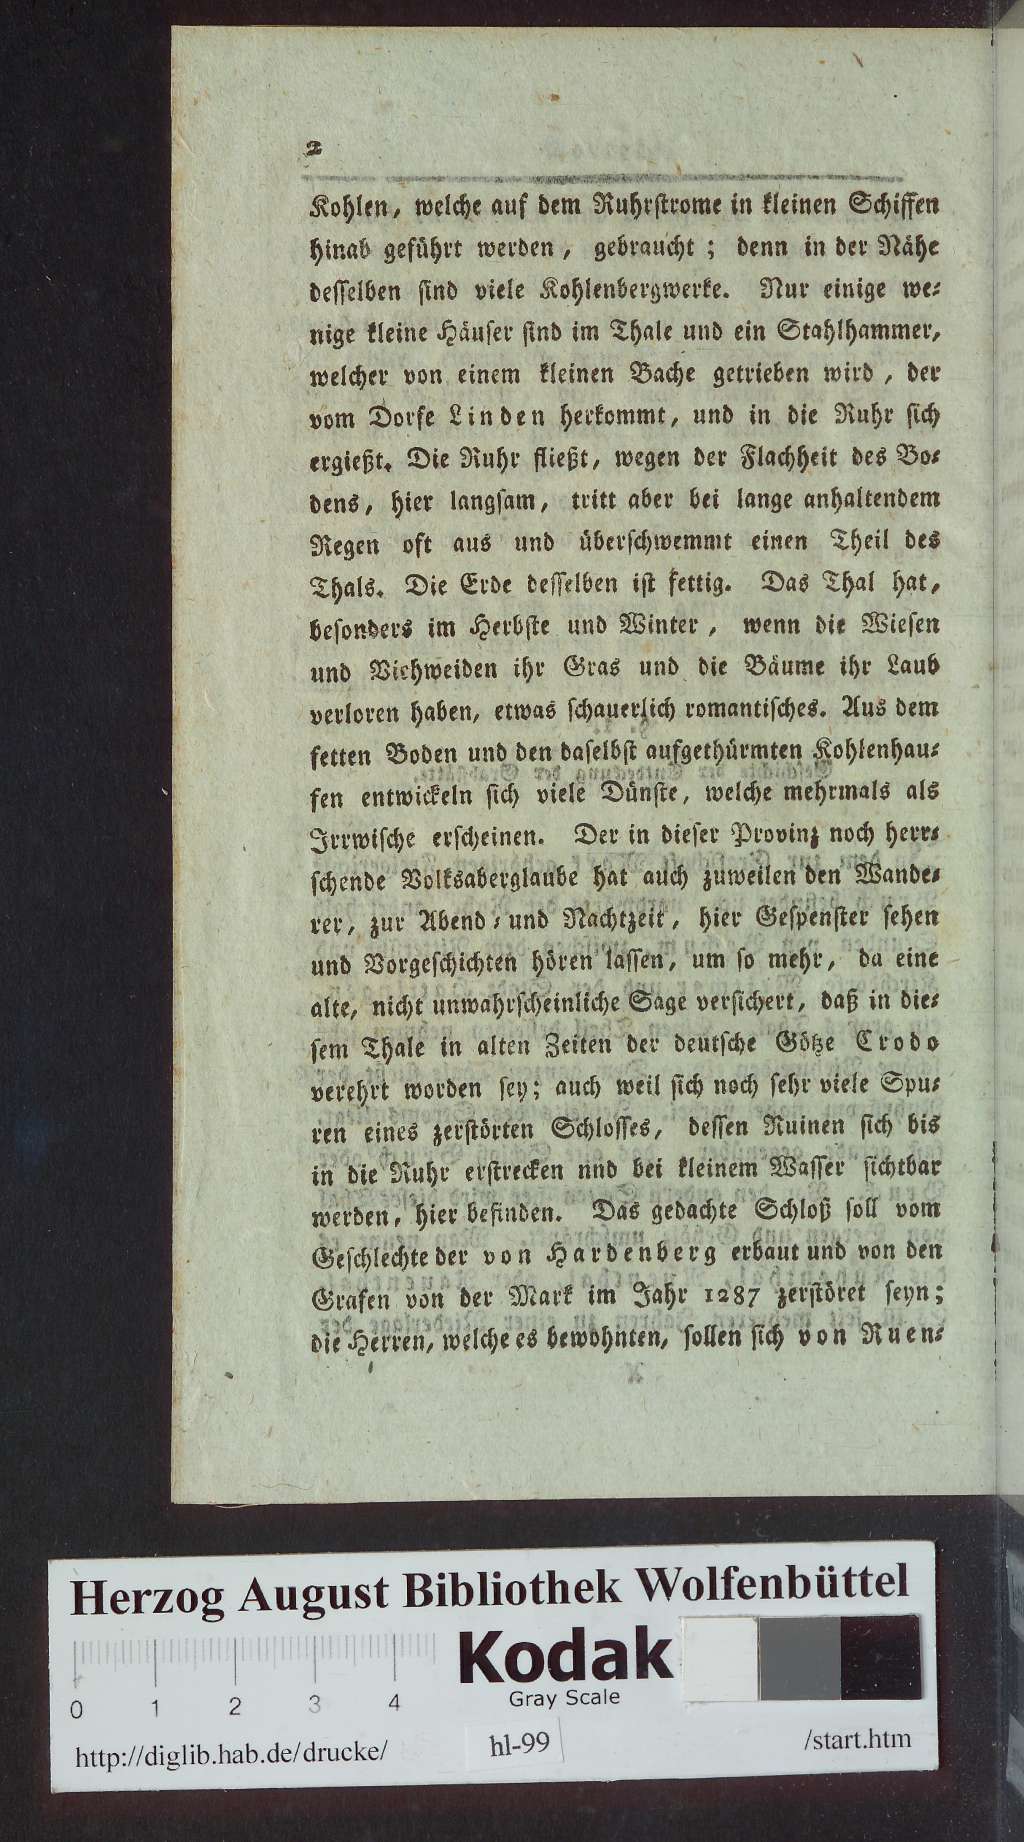 2
Kohlen, welche auf dem Ruhrstrome in kleinen Schiffen
hinab geführt werden, gebraucht; denn in der Nähe
desselben sind viele Kohlenbergwerke. Nur einige we-
nige kleine Häuser sind im Thale und ein Stahlhammer,
welcher von einem kleinen Bache getrieben wird, der
vom Dorfe Linden herkommt, und in die Ruhr sich
ergießt. Die Ruhr fließt, wegen der Flachheit des Bo-
dens, hier langsam, tritt aber bei lange anhaltendem
Regen oft aus und überschwemmt einen Theil des
Thals. Die Erde desselben ist fettig. Das Thal hat,
besonders im Herbste und Winter, wenn die Wiesen
und Viehweiden ihr Gras und die Bäume ihr Laub
verloren haben, etwas schauerlich romantisches. Aus dem
fetten Boden und den daselbst aufgethürmten Kohlenhau-
fen entwickeln sich viele Dünste, welche mehrmals als
Irrwische erscheinen. Der in dieser Provinz noch herr-
schende Volksaberglaube hat auch zuweilen den Wande-
rer, zur Abend- und Nachtzeit, hier Gespenster sehen
und Vorgeschichten hören lassen, um so mehr, da eine
alte, nicht unwahrscheinliche Sage versichert, daß in die-
sem Thale in alten Zeiten der deutsche Götze Crodo
verehrt worden sey; auch weil sich noch sehr viele Spu-
ren eines zerstörten Schlosses, dessen Ruinen sich bis
in die Ruhr erstrecken nnd bei kleinem Wasser sichtbar
werden, hier befinden. Das gedachte Schloß soll vom
Geschlechte der von Hardenberg erbaut und von den
Grafen von der Mark im Jahr 1287 zerstöret seyn;
die Herren, welche es bewohnten, sollen sich von Ruen-
Herzog August Bibliothek Wolfenbüttel
Kodak
Gray Scale
0 1 2 3 4
http://diglib.hab.de/drucke/ hl-99 /start.htm